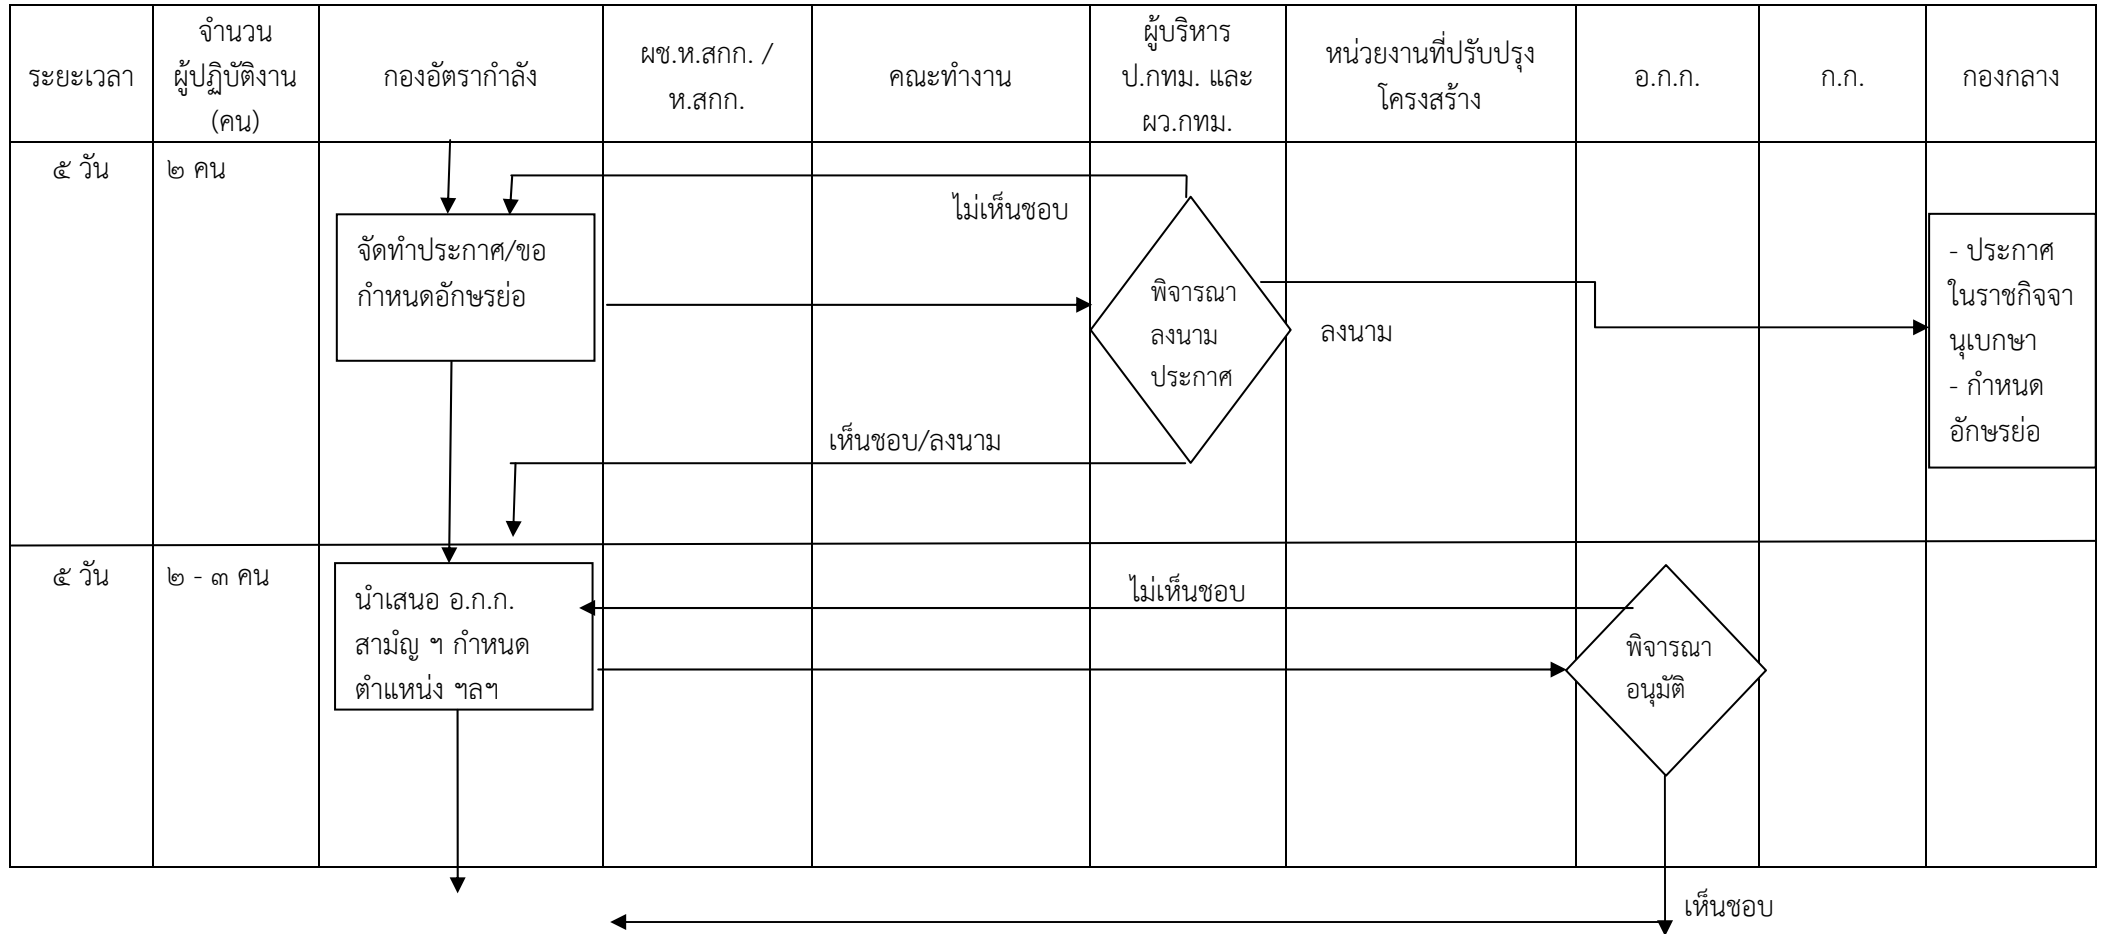 ระยะเวลา
จำนวน
ผู้ปฏิบัติงาน
(คน)
กองอัตรากำลัง
ผช.ห.สกก. /
ห.สกก.
คณะทำงาน
ผู้บริหาร
ป.กทม. และ
ผว.กทม.
หน่วยงานที่ปรับปรุง
โครงสร้าง
อ.ก.ก.
ก.ก.
กองกลาง
๕ วัน
๒ คน
จัดทำประกาศ/ขอ
กำหนดอักษรย่อ
ไม่เห็นชอบ
พิจารณา
ลงนาม
ประกาศ
ลงนาม
- ประกาศ
ในราชกิจจา
นุเบกษา
- กำหนด
อักษรย่อ
เห็นชอบ/ลงนาม
๕ วัน
๒ - ๓ คน
นำเสนอ อ.ก.ก.
สามัญ ฯ กำหนด
ตำแหน่ง ฯลฯ
ไม่เห็นชอบ
พิจารณา
อนุมัติ
เห็นชอบ